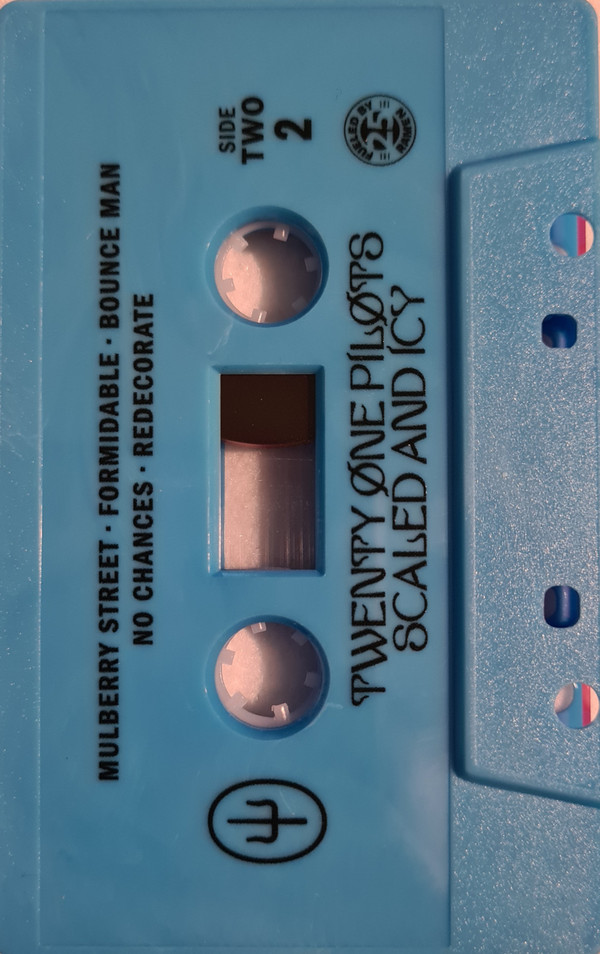 TWENTY ØNE PILØTS
SCALED AND ICY
FUELED BY RAMEN
25
SIDE
TWO
2
MULBERRY STREET · FORMIDABLE · BOUNCE MAN
NO CHANCES · REDECORATE